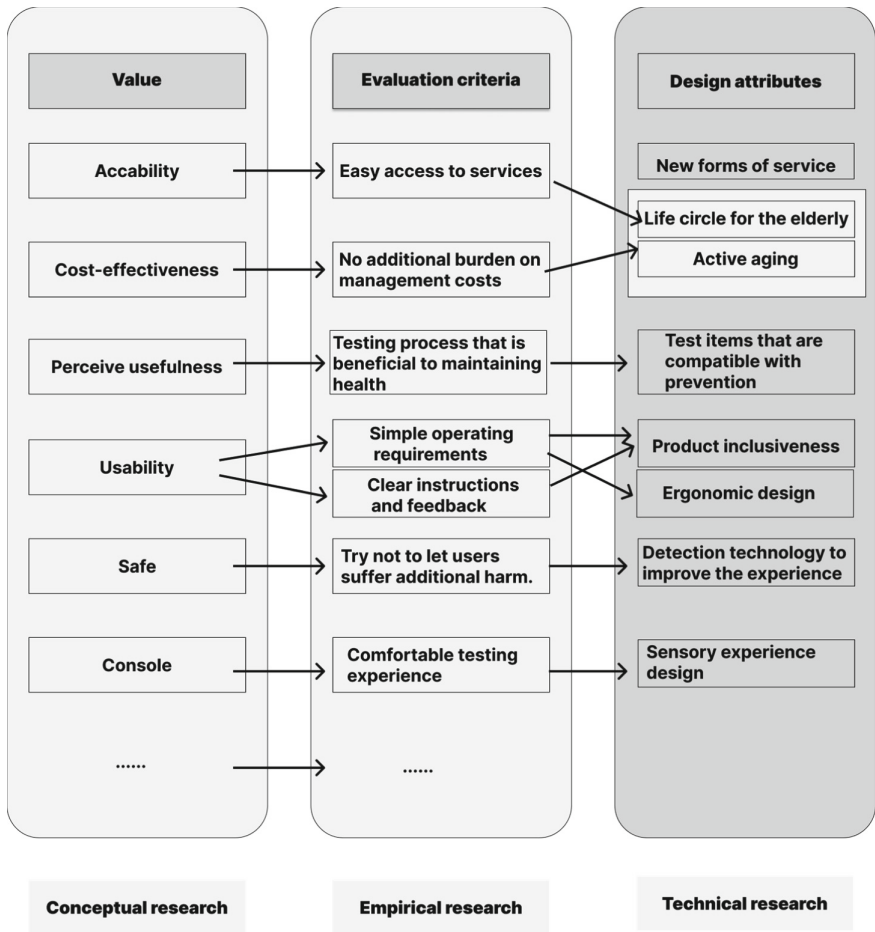 Value
Evaluation criteria
Design attributes
Accability
Easy access to services
New forms of service
Life circle for the elderly
Cost-effectiveness
No additional burden on
management costs
Active aging
Perceive usefulness
Testing process that is
beneficial to maintaining
health
Test items that are
compatible with
prevention
Usability
Simple operating
requirements
Clear instructions
and feedback
Product inclusiveness
Ergonomic design
Safe
Try not to let users
suffer additional harm.
Detection technology to
improve the experience
Console
Comfortable testing
experience
Sensory experience
design
......
......
Conceptual research
Empirical research
Technical research